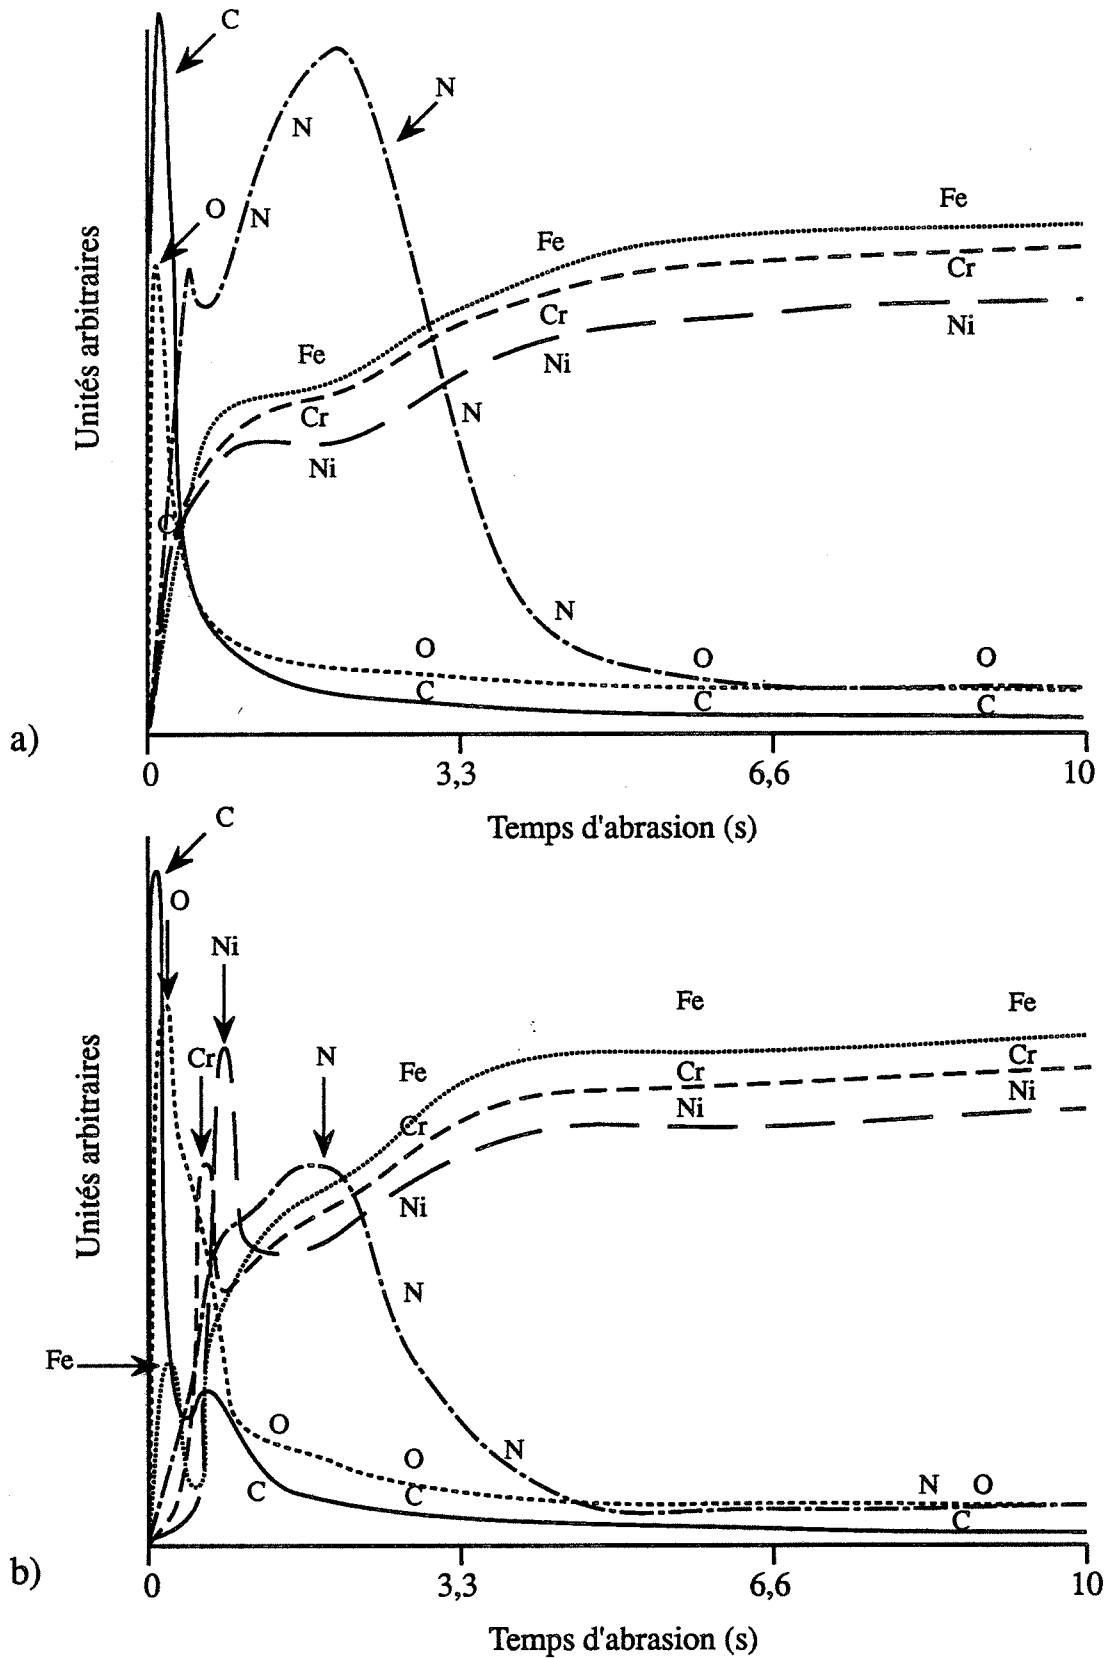 C
N
N
O
N
Fe
Fe
Cr
Fe
Cr
Ni
Ni
Cr
N
Ni
C
N
O
O
O
C
C
C
Unités arbitraires
a)
0
3,3
6,6
10
Temps d'abrasion (s)
C
O
Ni
Cr
N
Fe
Fe
Fe
Cr
Cr
Cr
Ni
Ni
Ni
N
Fe
O
N
O
C
C
N
O
C
Unités arbitraires
b)
0
3,3
6,6
10
Temps d'abrasion (s)